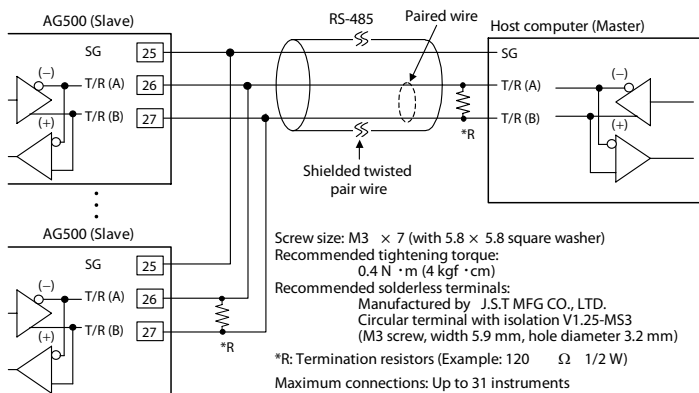 AG500 (Slave)
SG 25
(−) T/R (A) 26
T/R (B) 27
(+)
RS-485
Paired wire
Shielded twisted
pair wire
*R
Host computer (Master)
SG
T/R (A) (−)
T/R (B)
(+)
AG500 (Slave)
SG 25
(−) T/R (A) 26
T/R (B) 27
(+)
*R
Screw size: M3 × 7 (with 5.8 × 5.8 square washer)
Recommended tightening torque:
0.4 N・m (4 kgf・cm)
Recommended solderless terminals:
Manufactured by J.S.T MFG CO., LTD.
Circular terminal with isolation V1.25-MS3
(M3 screw, width 5.9 mm, hole diameter 3.2 mm)
*R: Termination resistors (Example: 120 Ω 1/2 W)
Maximum connections: Up to 31 instruments